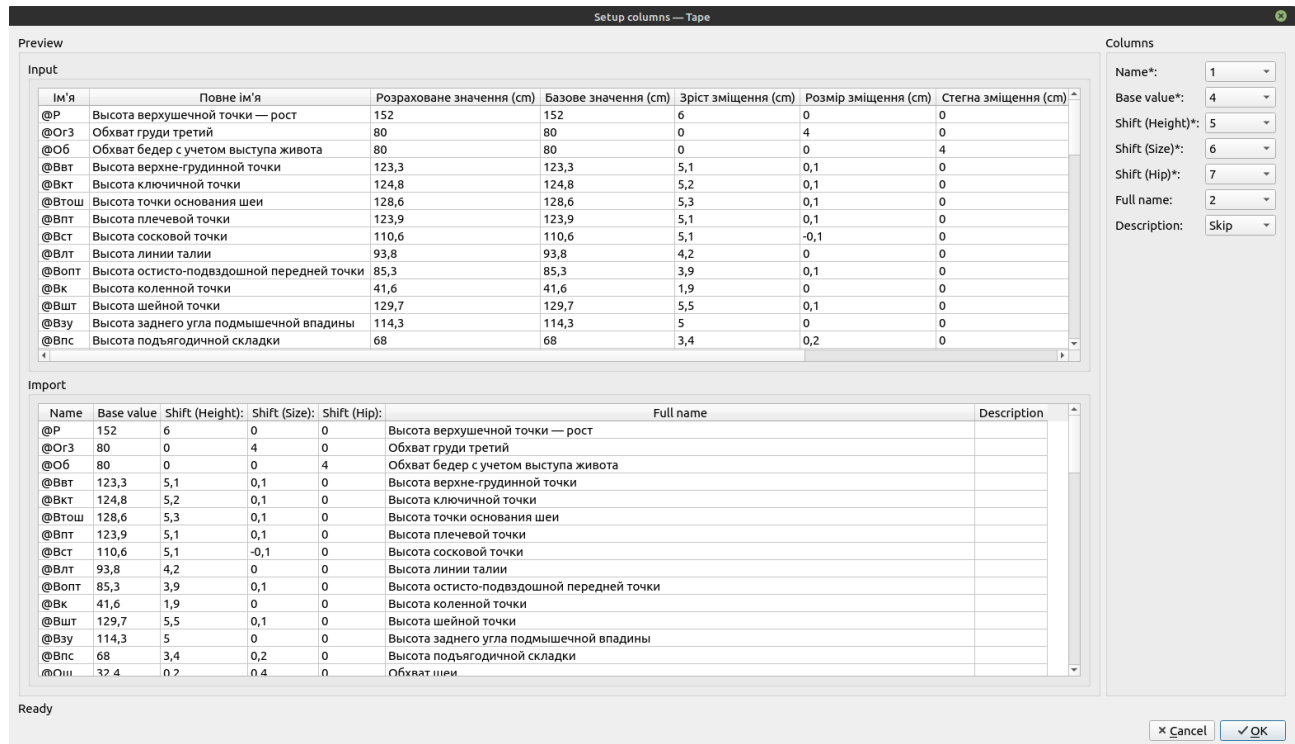 Setup columns — Tape
Preview
Input
Ім'я Повне ім'я Розраховане значення (cm) Базове значення (cm) Зріст зміщення (cm) Розмір зміщення (cm) Стегна зміщення (cm)
@Р Высота верхушечной точки — рост 152 152 6 0 0
@Ог3 Обхват груди третий 80 80 0 4 0
@Об Обхват бедер с учетом выступа живота 80 80 0 0 4
@Ввт Высота верхне-грудинной точки 123,3 123,3 5,1 0,1 0
@Вкт Высота ключичной точки 124,8 124,8 5,2 0,1 0
@Втош Высота точки основания шеи 128,6 128,6 5,3 0,1 0
@Впт Высота плечевой точки 123,9 123,9 5,1 0,1 0
@Вст Высота сосковой точки 110,6 110,6 5,1 -0,1 0
@Влт Высота линии талии 93,8 93,8 4,2 0 0
@Вопт Высота остисто-подвздошной передней точки 85,3 85,3 3,9 0,1 0
@Вк Высота коленной точки 41,6 41,6 1,9 0 0
@Вшт Высота шейной точки 129,7 129,7 5,5 0,1 0
@Взу Высота заднего угла подмышечной впадины 114,3 114,3 5 0 0
@Впс Высота подъягодичной складки 68 68 3,4 0,2 0
Import
Name Base value Shift (Height): Shift (Size): Shift (Hip): Full name Description
@Р 152 6 0 0 Высота верхушечной точки — рост
@Ог3 80 0 4 0 Обхват груди третий
@Об 80 0 0 4 Обхват бедер с учетом выступа живота
@Ввт 123,3 5,1 0,1 0 Высота верхне-грудинной точки
@Вкт 124,8 5,2 0,1 0 Высота ключичной точки
@Втош 128,6 5,3 0,1 0 Высота точки основания шеи
@Впт 123,9 5,1 0,1 0 Высота плечевой точки
@Вст 110,6 5,1 -0,1 0 Высота сосковой точки
@Влт 93,8 4,2 0 0 Высота линии талии
@Вопт 85,3 3,9 0,1 0 Высота остисто-подвздошной передней точки
@Вк 41,6 1,9 0 0 Высота коленной точки
@Вшт 129,7 5,5 0,1 0 Высота шейной точки
@Взу 114,3 5 0 0 Высота заднего угла подмышечной впадины
@Впс 68 3,4 0,2 0 Высота подъягодичной складки
@Ош 32,4 0,2 0,4 0 Обхват шеи
Columns
Name*: 1
Base value*: 4
Shift (Height)*: 5
Shift (Size)*: 6
Shift (Hip)*: 7
Full name: 2
Description: Skip
Ready
Cancel OK